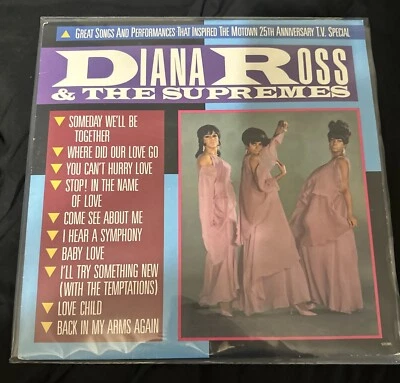 GREAT SONGS AND PERFORMANCES THAT INSPIRED THE MOTOWN 25TH ANNIVERSARY T.V. SPECIAL
DIANA ROSS
& THE SUPREMES
SOMEDAY WE'LL BE
TOGETHER
WHERE DID OUR LOVE GO
YOU CAN'T HURRY LOVE
STOP! IN THE NAME
OF LOVE
COME SEE ABOUT ME
I HEAR A SYMPHONY
BABY LOVE
I'LL TRY SOMETHING NEW
(WITH THE TEMPTATIONS)
LOVE CHILD
BACK IN MY ARMS AGAIN